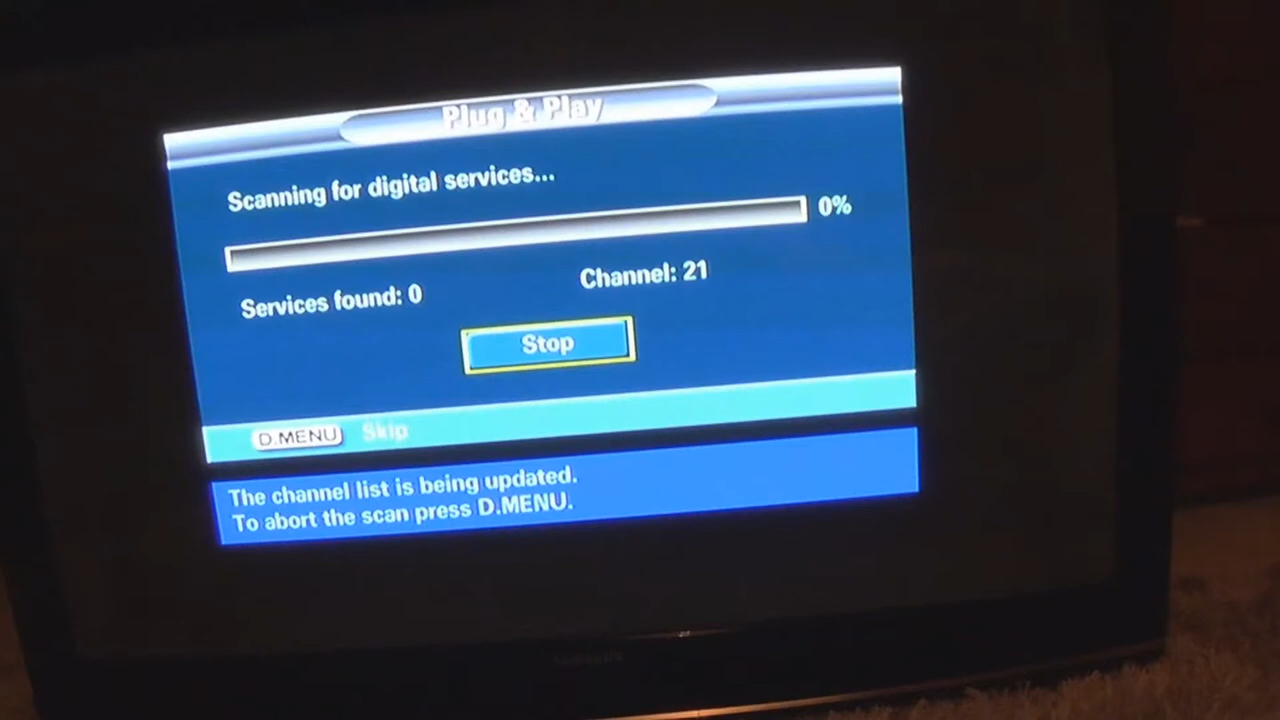 Plug & Play
Scanning for digital services...
0%
Services found: 0
Channel: 21
Stop
D.MENU Skip
The channel list is being updated.
To abort the scan press D.MENU.